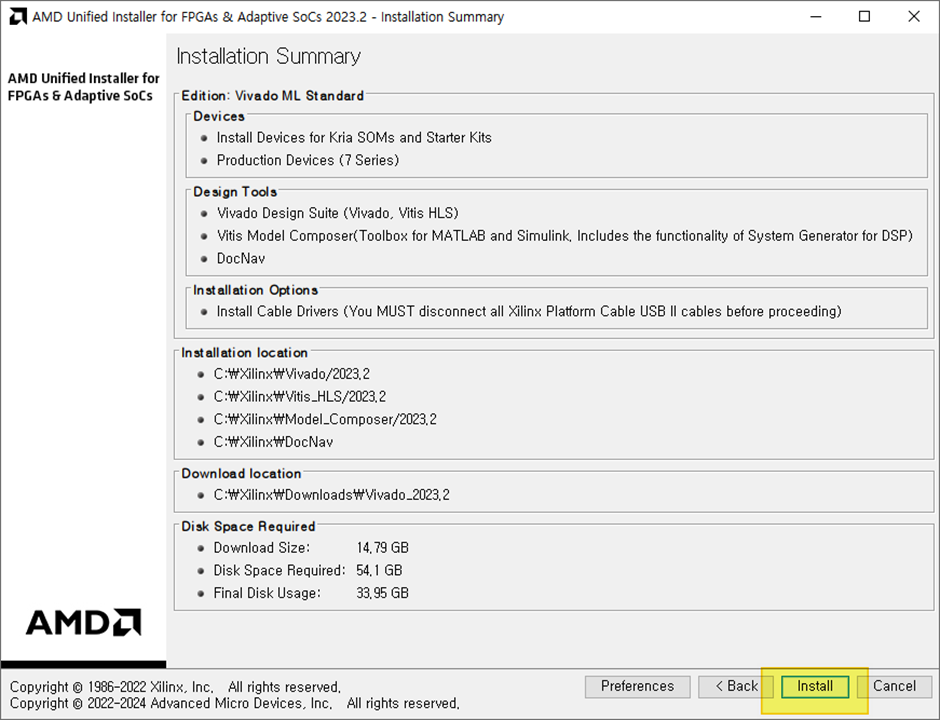 AMD Unified Installer for FPGAs & Adaptive SoCs 2023.2 - Installation Summary
AMD Unified Installer for
FPGAs & Adaptive SoCs
Installation Summary
Edition: Vivado ML Standard
Devices
Install Devices for Kria SOMs and Starter Kits
Production Devices (7 Series)
Design Tools
Vivado Design Suite (Vivado, Vitis HLS)
Vitis Model Composer(Toolbox for MATLAB and Simulink. Includes the functionality of System Generator for DSP)
DocNav
Installation Options
Install Cable Drivers (You MUST disconnect all Xilinx Platform Cable USB II cables before proceeding)
Installation location
C:₩Xilinx₩Vivado/2023.2
C:₩Xilinx₩Vitis_HLS/2023.2
C:₩Xilinx₩Model_Composer/2023.2
C:₩Xilinx₩DocNav
Download location
C:₩Xilinx₩Downloads₩Vivado_2023.2
Disk Space Required
Download Size: 14.79 GB
Disk Space Required: 54.1 GB
Final Disk Usage: 33.95 GB
AMD
Copyright © 1986-2022 Xilinx, Inc. All rights reserved.
Copyright © 2022-2024 Advanced Micro Devices, Inc. All rights reserved.
Preferences
< Back
Install
Cancel